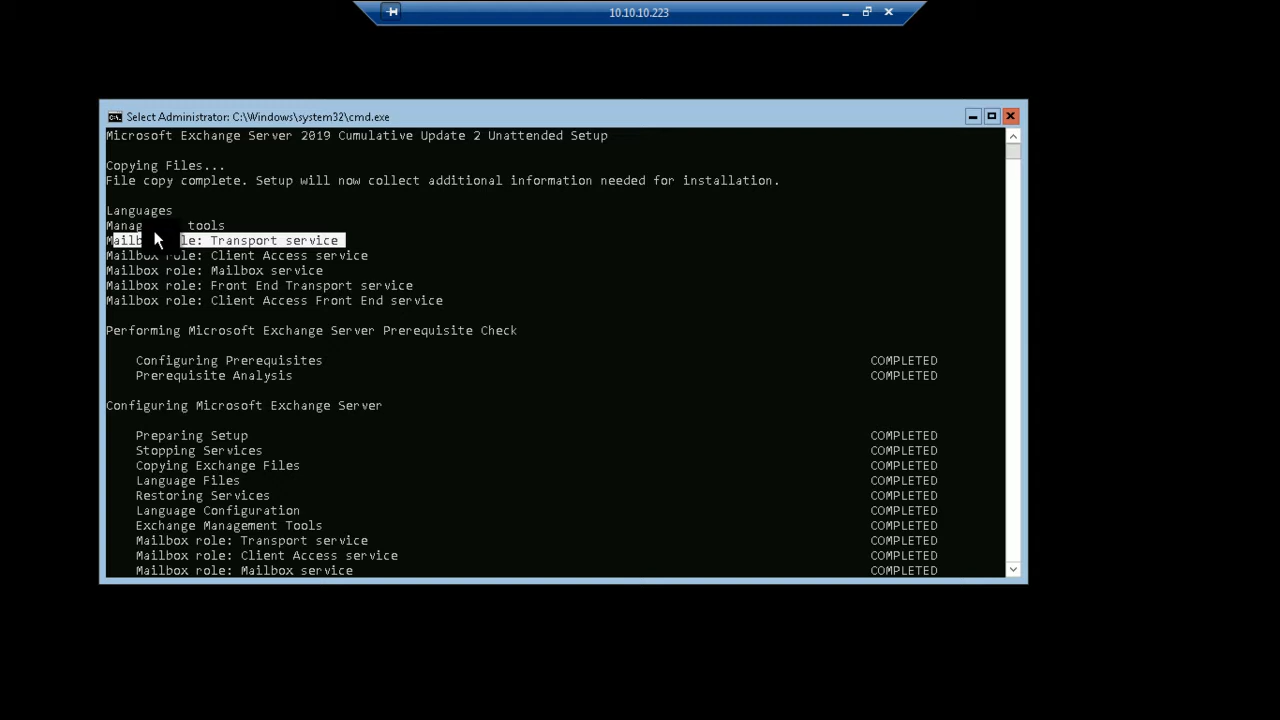 10.10.10.223
Select Administrator: C:\Windows\system32\cmd.exe
Microsoft Exchange Server 2019 Cumulative Update 2 Unattended Setup
Copying Files...
File copy complete. Setup will now collect additional information needed for installation.
Languages
tools
Transport service
Mailbox role: Client Access service
Mailbox role: Mailbox service
Mailbox role: Front End Transport service
Mailbox role: Client Access Front End service
Performing Microsoft Exchange Server Prerequisite Check
Configuring Prerequisites COMPLETED
Prerequisite Analysis COMPLETED
Configuring Microsoft Exchange Server
Preparing Setup COMPLETED
Stopping Services COMPLETED
Copying Exchange Files COMPLETED
Language Files COMPLETED
Restoring Services COMPLETED
Language Configuration COMPLETED
Exchange Management Tools COMPLETED
Mailbox role: Transport service COMPLETED
Mailbox role: Client Access service COMPLETED
Mailbox role: Mailbox service COMPLETED